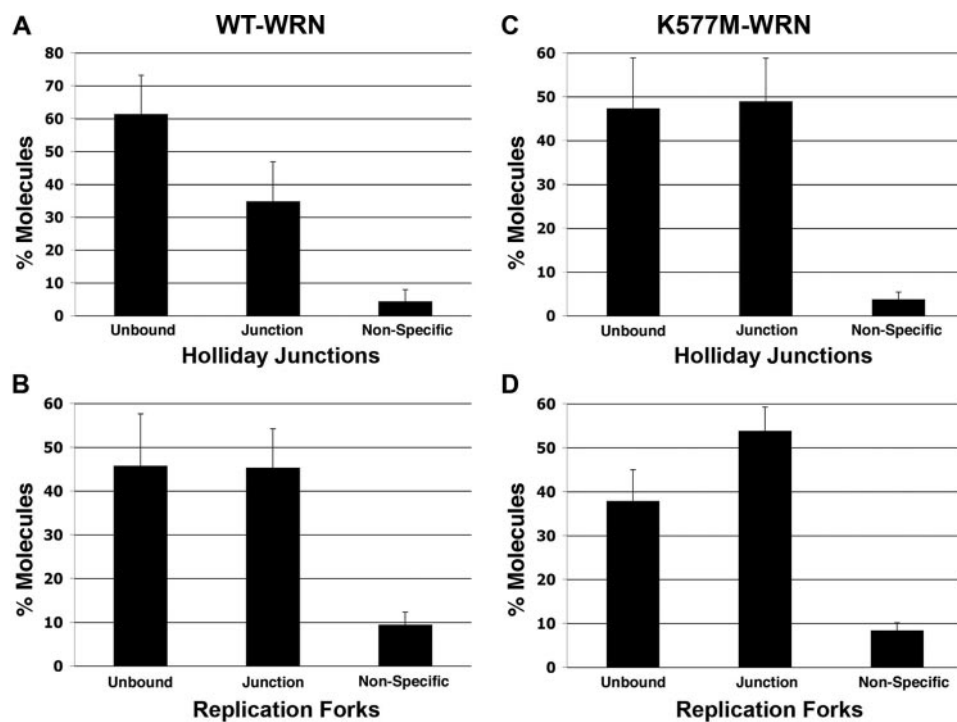 A
WT-WRN
80
70
60
50
40
30
20
10
0
% Molecules
Unbound Junction Non-Specific
Holliday Junctions
C
K577M-WRN
60
50
40
30
20
10
0
% Molecules
Unbound Junction Non-Specific
Holliday Junctions
B
60
50
40
30
20
10
0
% Molecules
Unbound Junction Non-Specific
Replication Forks
D
60
50
40
30
20
10
0
% Molecules
Unbound Junction Non-Specific
Replication Forks